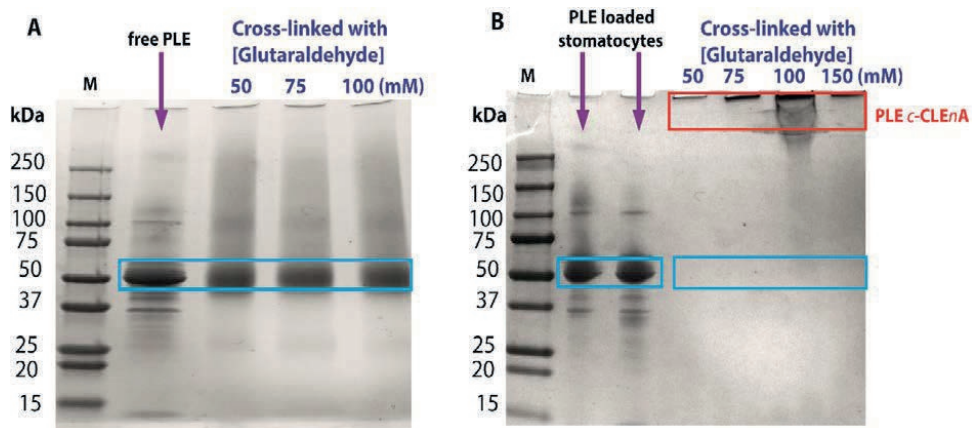 A
free PLE
Cross-linked with
[Glutaraldehyde]
M
50 75 100 (mM)
kDa
250
150
100
75
50
37
25
20
15
B
PLE loaded
stomatocytes
Cross-linked with
[Glutaraldehyde]
M
50 75 100 150 (mM)
kDa
PLE c-CLEnA
250
150
100
75
50
37
25
20
15